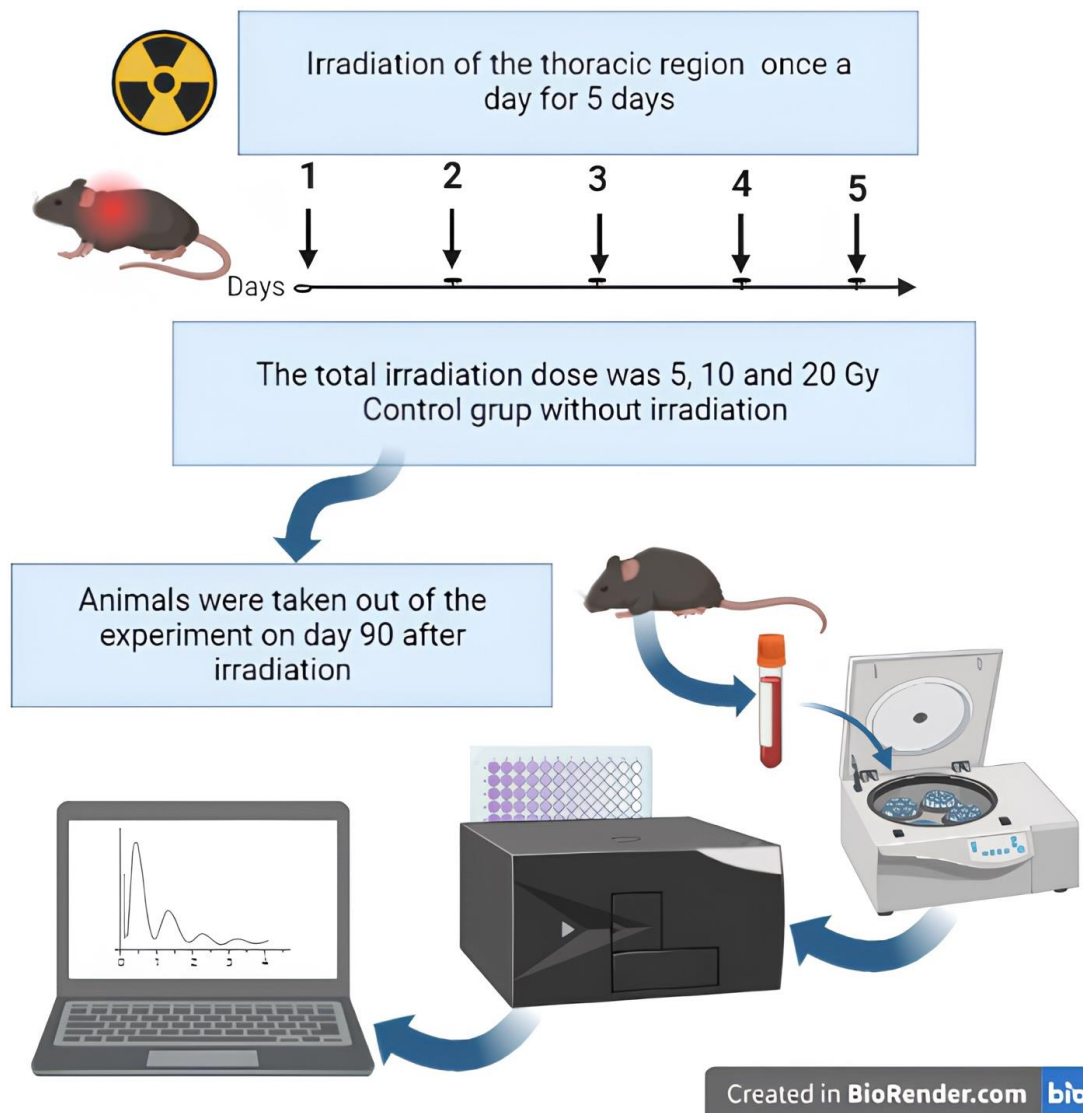 Irradiation of the thoracic region once a
day for 5 days
1 2 3 4 5
Days
The total irradiation dose was 5, 10 and 20 Gy
Control grup without irradiation
Animals were taken out of the
experiment on day 90 after
irradiation
Created in BioRender.com bio